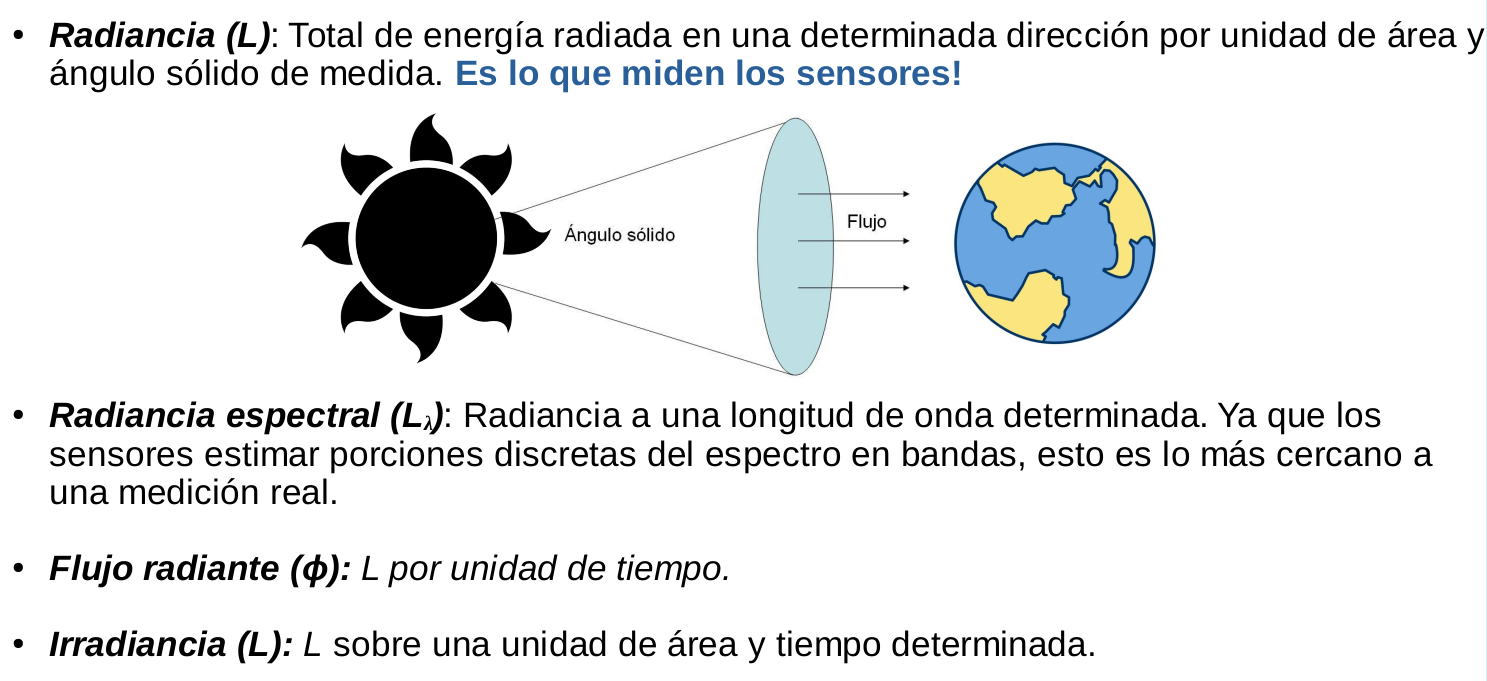 • Radiancia (L): Total de energía radiada en una determinada dirección por unidad de área y
ángulo sólido de medida. Es lo que miden los sensores!
Ángulo sólido
Flujo
• Radiancia espectral (Lλ): Radiancia a una longitud de onda determinada. Ya que los
sensores estimar porciones discretas del espectro en bandas, esto es lo más cercano a
una medición real.
• Flujo radiante (ϕ): L por unidad de tiempo.
• Irradiancia (L): L sobre una unidad de área y tiempo determinada.